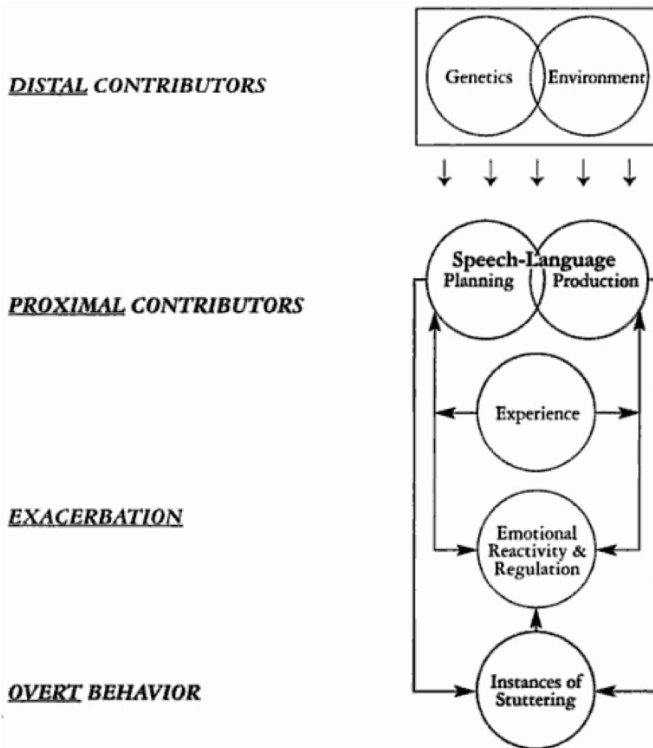 DISTAL CONTRIBUTORS
Genetics
Environment
Speech-Language
Planning
Production
PROXIMAL CONTRIBUTORS
Experience
EXACERBATION
Emotional
Reactivity &
Regulation
OVERT BEHAVIOR
Instances of
Stuttering